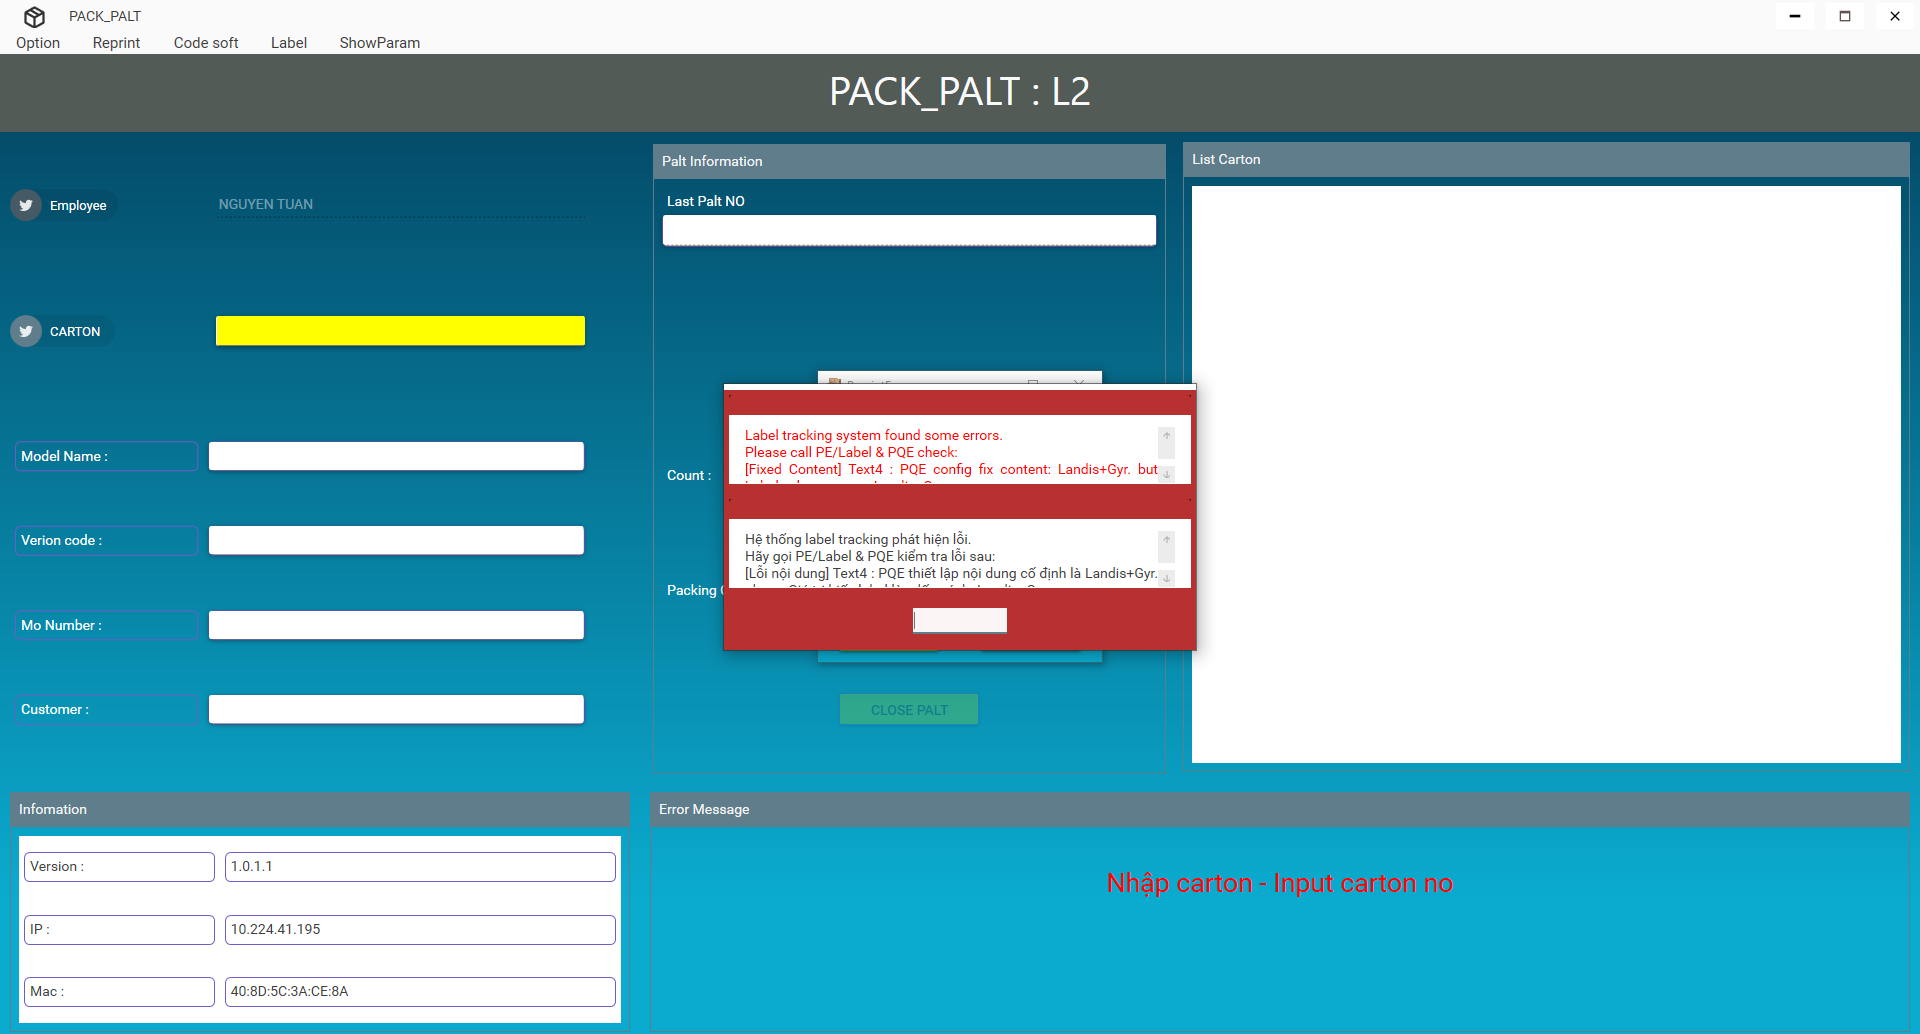 PACK_PALT
Option Reprint Code soft Label ShowParam
PACK_PALT : L2
Employee
NGUYEN TUAN
CARTON
Model Name :
Verion code :
Mo Number :
Customer :
Palt Information
Last Palt NO
Count :
Packing
CLOSE PALT
List Carton
Label tracking system found some errors.
Please call PE/Label & PQE check:
[Fixed Content] Text4 : PQE config fix content: Landis+Gyr. but
Hệ thống label tracking phát hiện lỗi.
Hãy gọi PE/Label & PQE kiểm tra lỗi sau:
[Lỗi nội dung] Text4 : PQE thiết lập nội dung cố định là Landis+Gyr.
Infomation
Version :
1.0.1.1
IP :
10.224.41.195
Mac :
40:8D:5C:3A:CE:8A
Error Message
Nhập carton - Input carton no